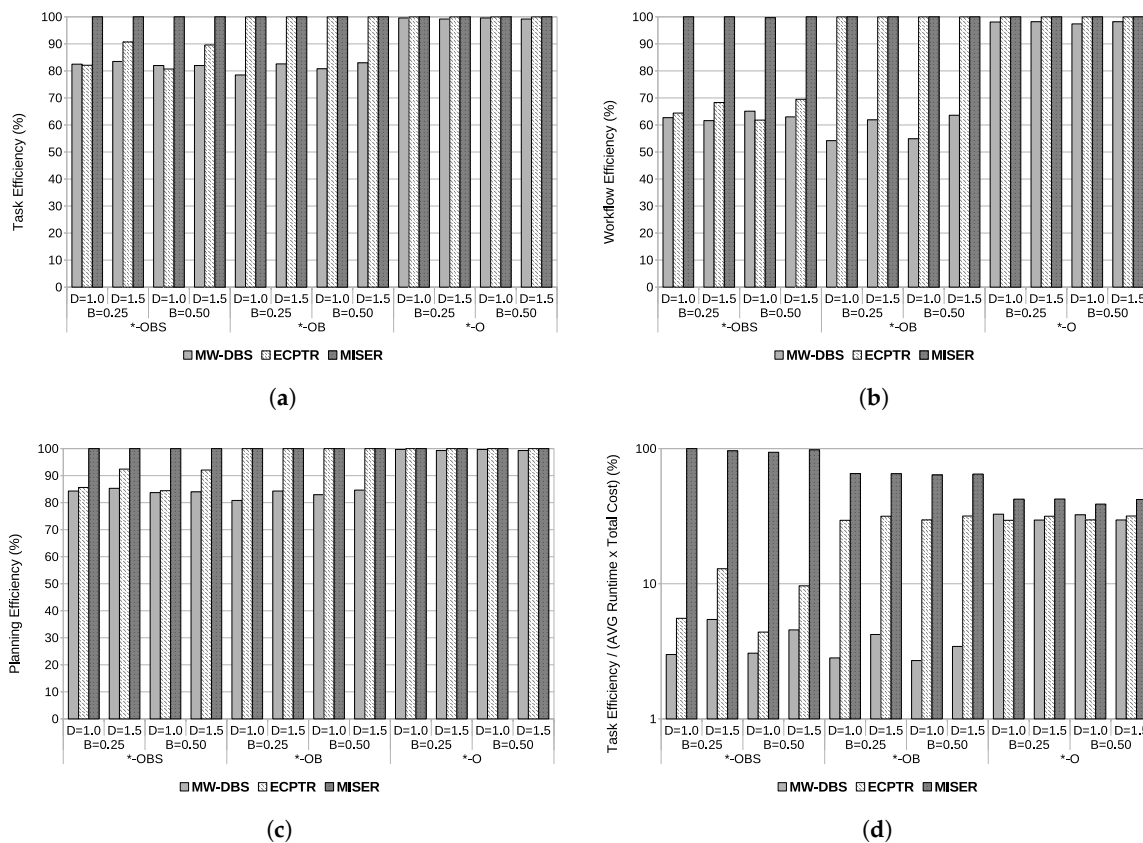 Task Efficiency (%)
100
90
80
70
60
50
40
30
20
10
0
D=1.0 D=1.5 D=1.0 D=1.5 D=1.0 D=1.5 D=1.0 D=1.5 D=1.0 D=1.5 D=1.0 D=1.5
B=0.25 B=0.50 B=0.25 B=0.50 B=0.25 B=0.50
*-OBS *-OB *-O
MW-DBS ECPTR MISER
(a)
Workflow Efficiency (%)
100
90
80
70
60
50
40
30
20
10
0
D=1.0 D=1.5 D=1.0 D=1.5 D=1.0 D=1.5 D=1.0 D=1.5 D=1.0 D=1.5 D=1.0 D=1.5
B=0.25 B=0.50 B=0.25 B=0.50 B=0.25 B=0.50
*-OBS *-OB *-O
MW-DBS ECPTR MISER
(b)
Planning Efficiency (%)
100
90
80
70
60
50
40
30
20
10
0
D=1.0 D=1.5 D=1.0 D=1.5 D=1.0 D=1.5 D=1.0 D=1.5 D=1.0 D=1.5 D=1.0 D=1.5
B=0.25 B=0.50 B=0.25 B=0.50 B=0.25 B=0.50
*-OBS *-OB *-O
MW-DBS ECPTR MISER
(c)
Task Efficiency / (AVG Runtime x Total Cost) (%)
100
10
1
D=1.0 D=1.5 D=1.0 D=1.5 D=1.0 D=1.5 D=1.0 D=1.5 D=1.0 D=1.5 D=1.0 D=1.5
B=0.25 B=0.50 B=0.25 B=0.50 B=0.25 B=0.50
*-OBS *-OB *-O
MW-DBS ECPTR MISER
(d)